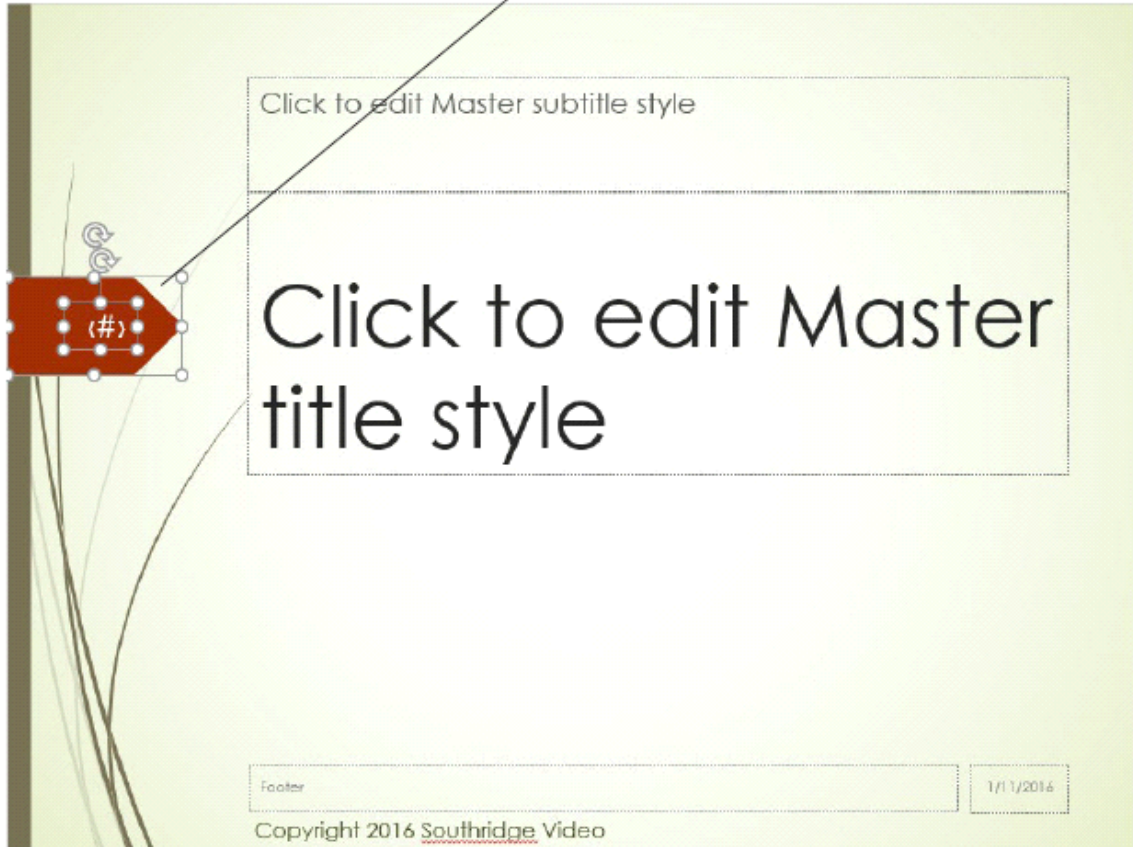 Click to edit Master subtitle style
‹#›
Click to edit Master
title style
Footer
1/11/2016
Copyright 2016 Southridge Video